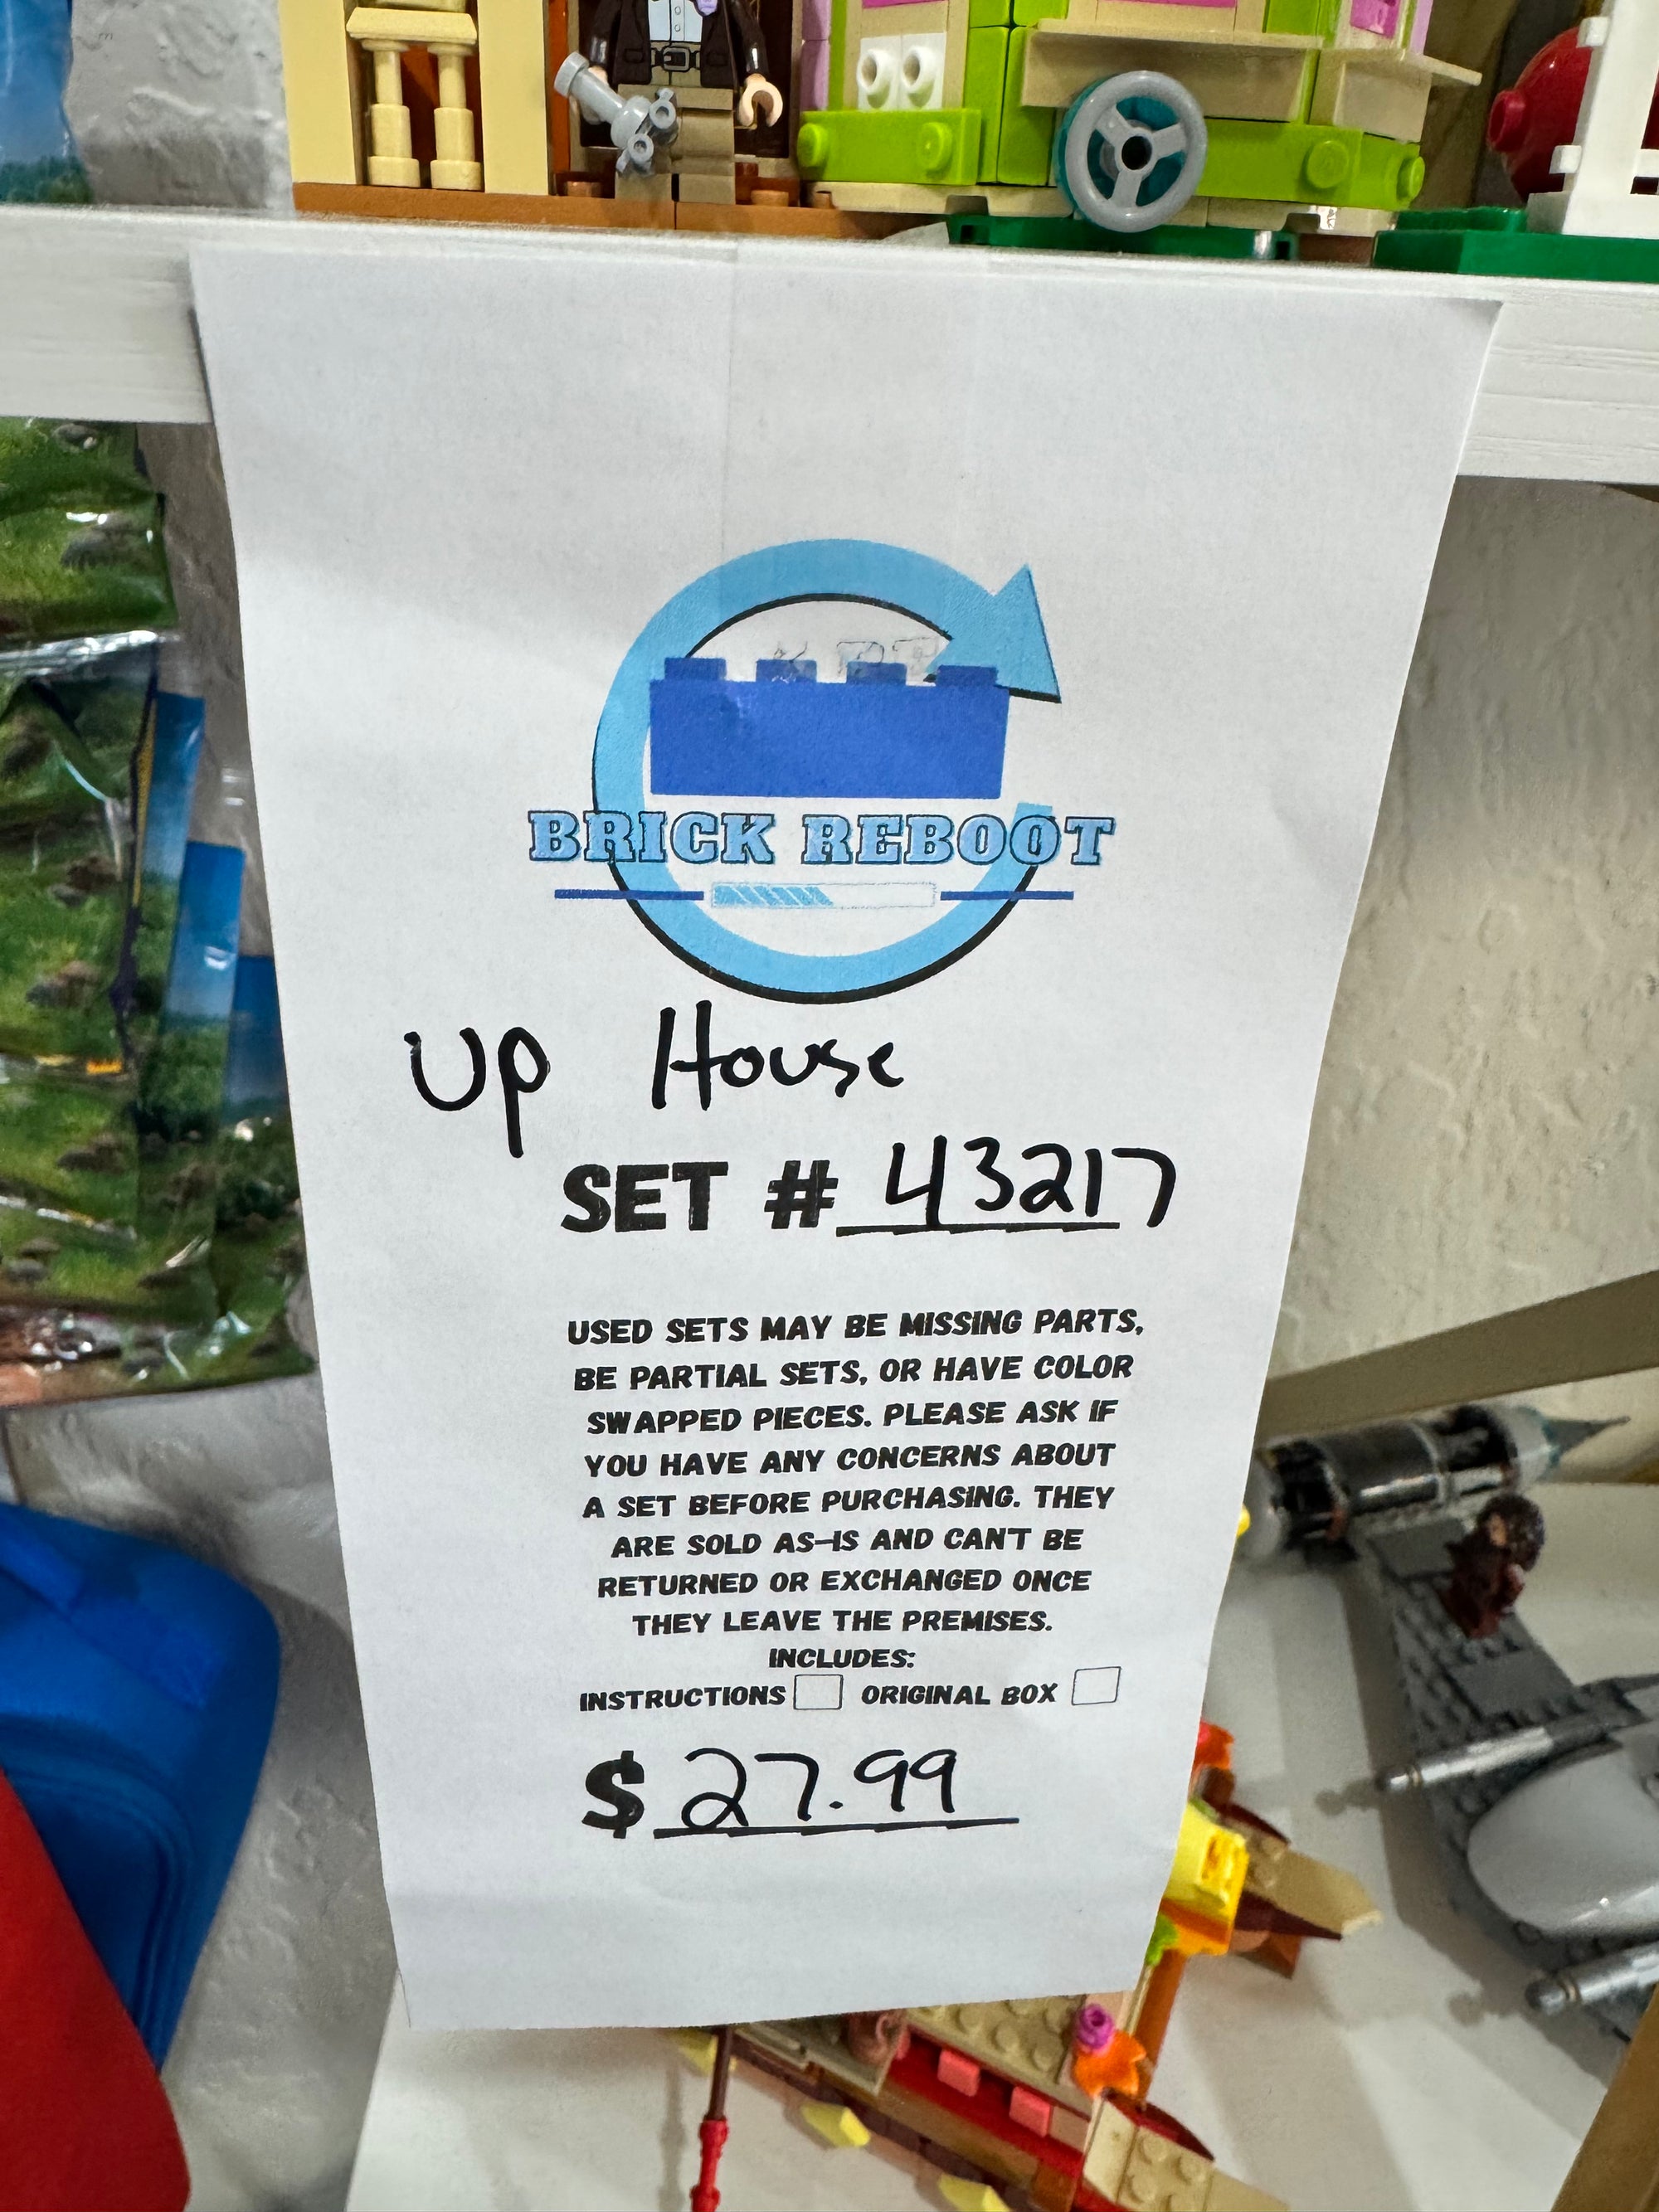 BRICK REBOOT
Up House
SET # 43217
USED SETS MAY BE MISSING PARTS,
BE PARTIAL SETS, OR HAVE COLOR
SWAPPED PIECES. PLEASE ASK IF
YOU HAVE ANY CONCERNS ABOUT
A SET BEFORE PURCHASING. THEY
ARE SOLD AS-IS AND CAN'T BE
RETURNED OR EXCHANGED ONCE
THEY LEAVE THE PREMISES.
INCLUDES:
INSTRUCTIONS ORIGINAL BOX
$ 27.99